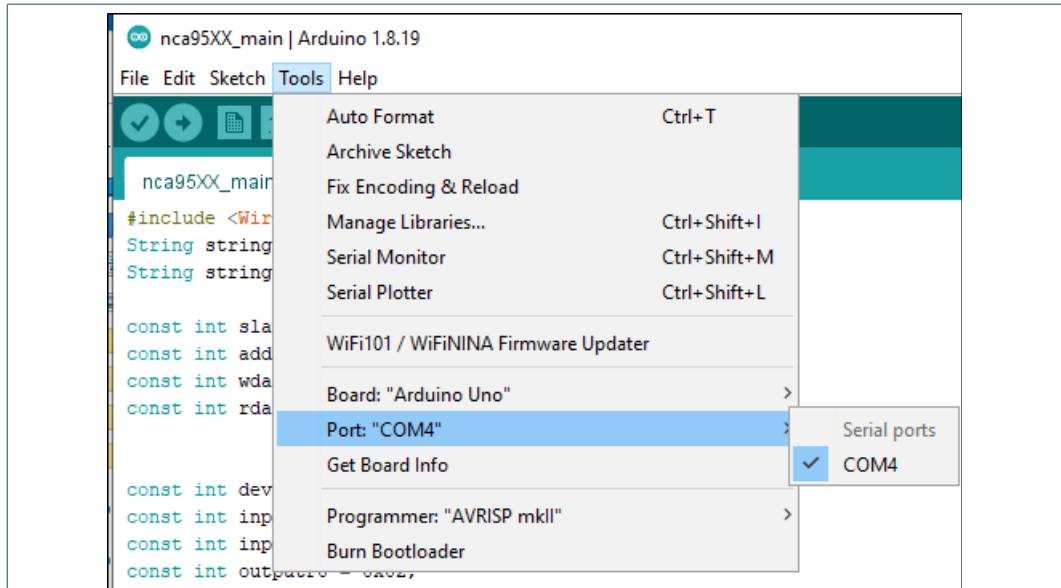 nca95XX_main | Arduino 1.8.19
File Edit Sketch Tools Help
Auto Format Ctrl+T
Archive Sketch
nca95XX_main
Fix Encoding & Reload
#include <Wir
Manage Libraries... Ctrl+Shift+I
String string
Serial Monitor Ctrl+Shift+M
String string
Serial Plotter Ctrl+Shift+L
const int sla
WiFi101 / WiFiNINA Firmware Updater
const int add
const int wda
Board: "Arduino Uno"
const int rda
Port: "COM4"
Serial ports
Get Board Info
COM4
const int dev
const int inp
Programmer: "AVRISP mkII"
const int inp
Burn Bootloader
const int outputr0 = 0x02;